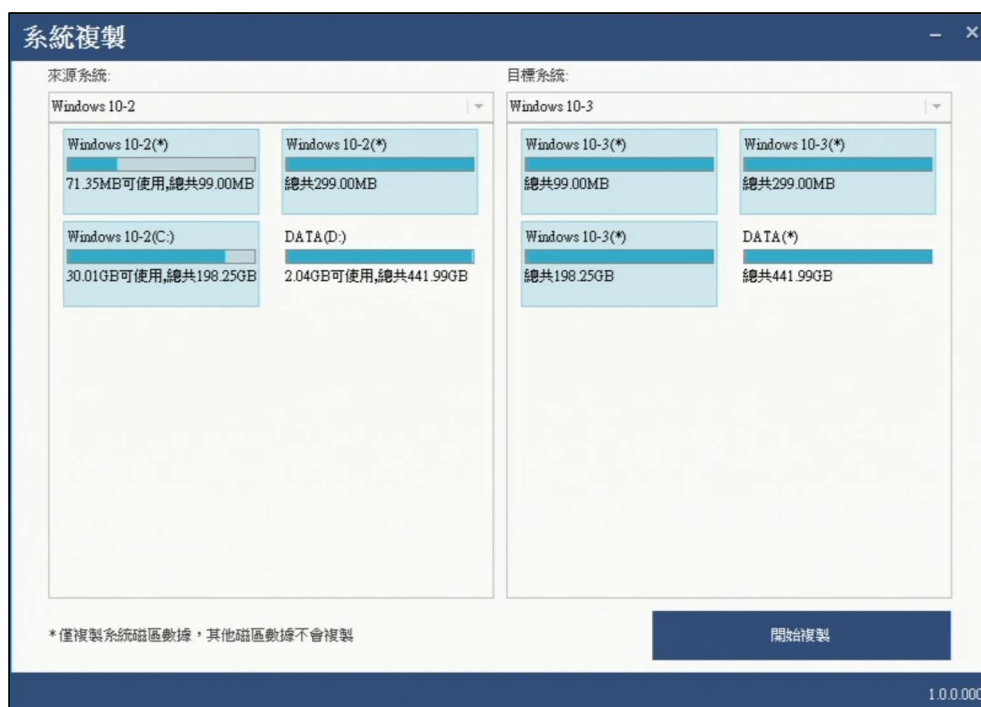 系統複製
來源系統:
Windows 10-2
Windows 10-2(*)
71.35MB可使用,總共99.00MB
Windows 10-2(*)
總共299.00MB
Windows 10-2(C:)
30.01GB可使用,總共198.25GB
DATA(D:)
2.04GB可使用,總共441.99GB
目標系統:
Windows 10-3
Windows 10-3(*)
總共99.00MB
Windows 10-3(*)
總共299.00MB
Windows 10-3(*)
總共198.25GB
DATA(*)
總共441.99GB
*僅複製系統磁區數據，其他磁區數據不會複製
開始複製
1.0.0.000